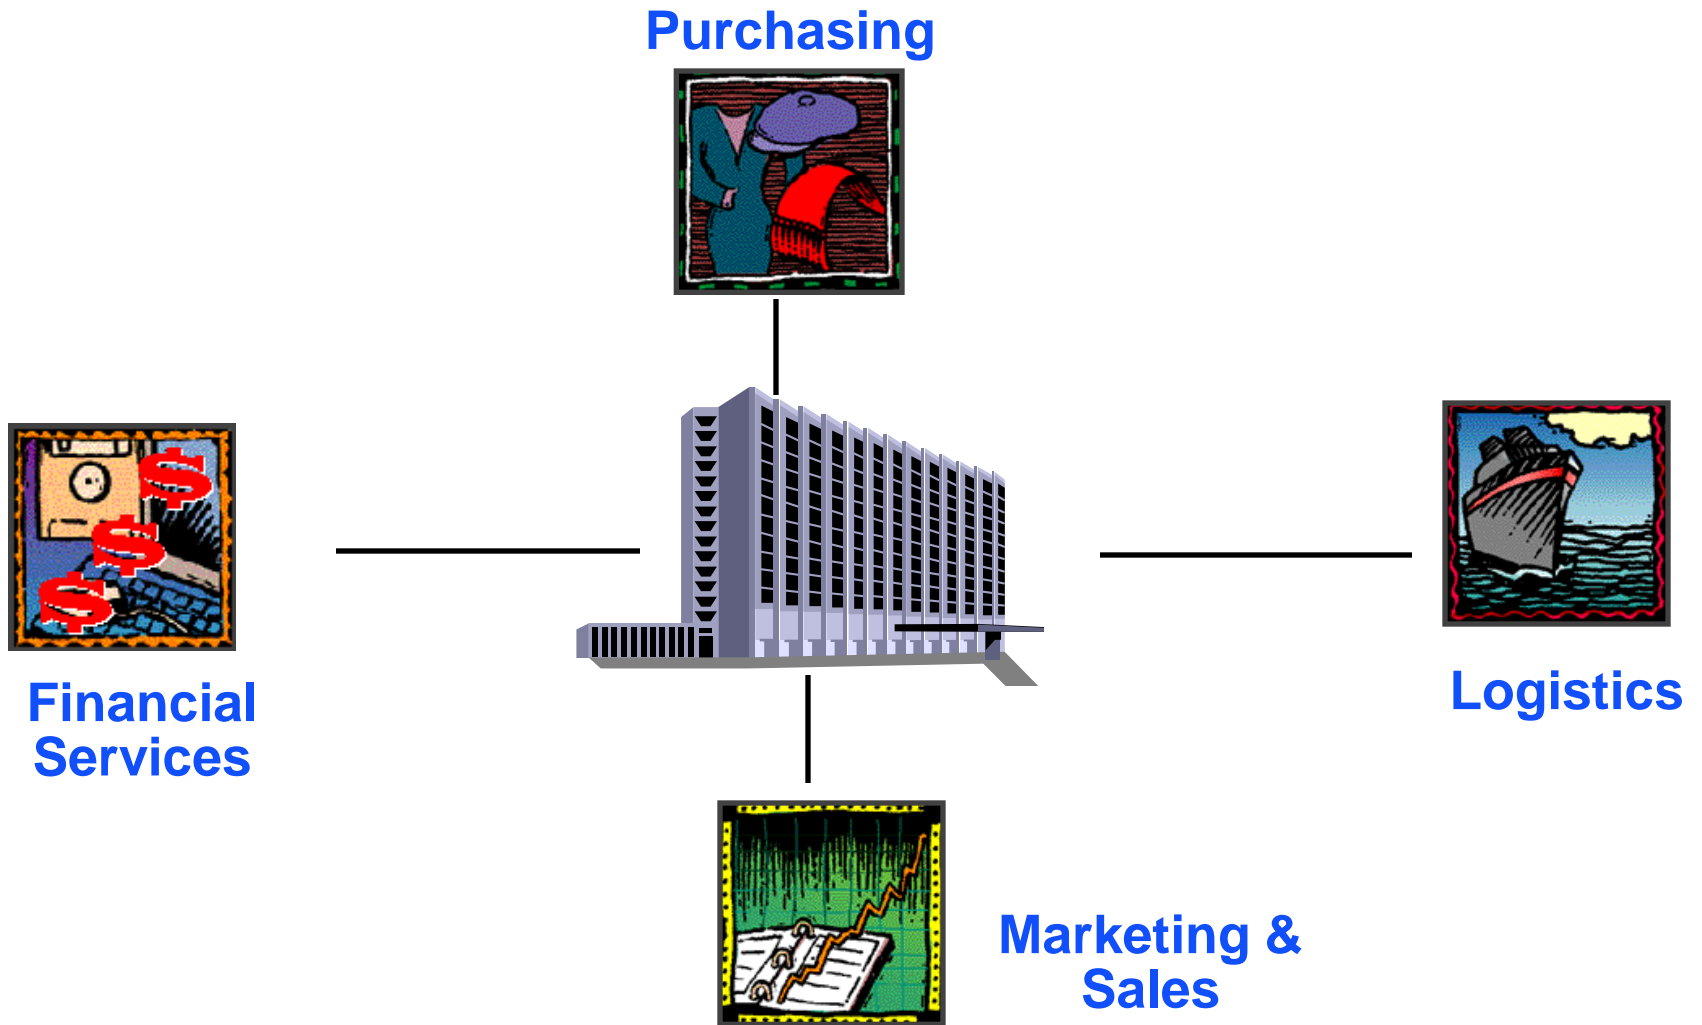 Purchasing
Financial
Services
Logistics
Marketing &
Sales